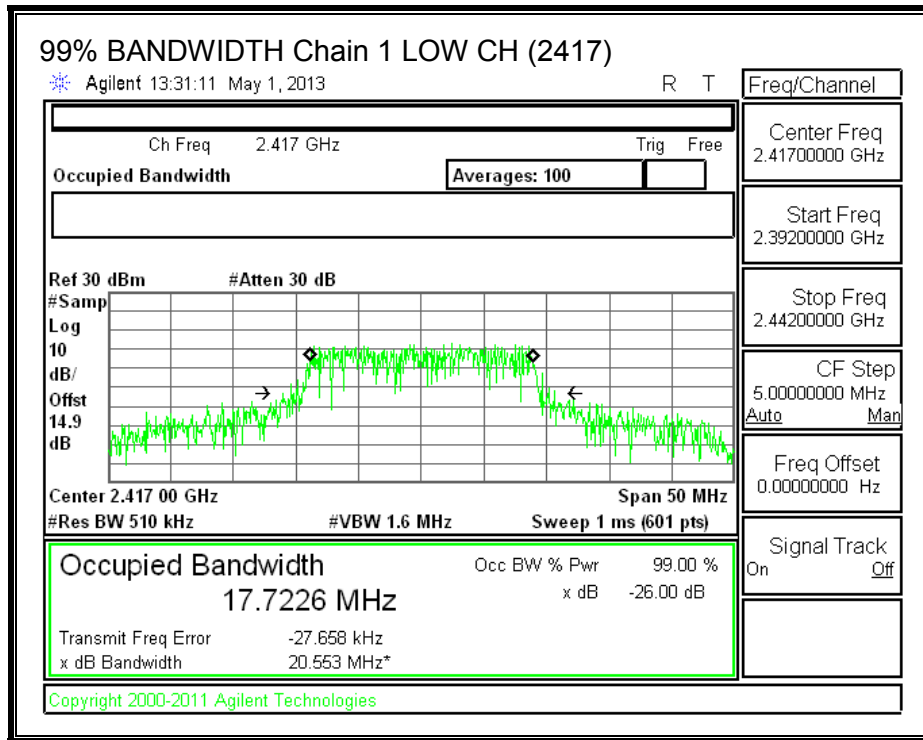 99% BANDWIDTH Chain 1 LOW CH (2417)
Agilent 13:31:11 May 1, 2013 R T
Freq/Channel
Ch Freq 2.417 GHz Trig Free
Occupied Bandwidth Averages: 100
Center Freq
2.41700000 GHz
Start Freq
2.39200000 GHz
Stop Freq
2.44200000 GHz
CF Step
5.00000000 MHz
Auto Man
Freq Offset
0.00000000 Hz
Signal Track
On Off
Ref 30 dBm #Atten 30 dB
#Samp
Log
10
dB/
Offst
14.9
dB
Center 2.417 00 GHz Span 50 MHz
#Res BW 510 kHz #VBW 1.6 MHz Sweep 1 ms (601 pts)
Occupied Bandwidth Occ BW % Pwr 99.00 %
17.7226 MHz x dB -26.00 dB
Transmit Freq Error -27.658 kHz
x dB Bandwidth 20.553 MHz*
Copyright 2000-2011 Agilent Technologies